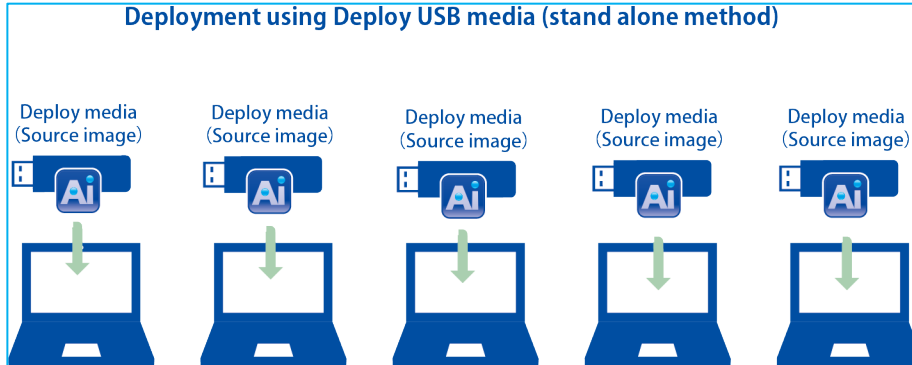 Deployment using Deploy USB media (stand alone method)
Deploy media
(Source image)
Ai
Deploy media
(Source image)
Ai
Deploy media
(Source image)
Ai
Deploy media
(Source image)
Ai
Deploy media
(Source image)
Ai